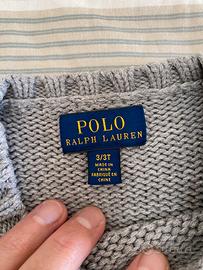 POLO
RALPH LAUREN
3/3T
MADE IN
CHINA
FABRIQUÉ EN
CHINE